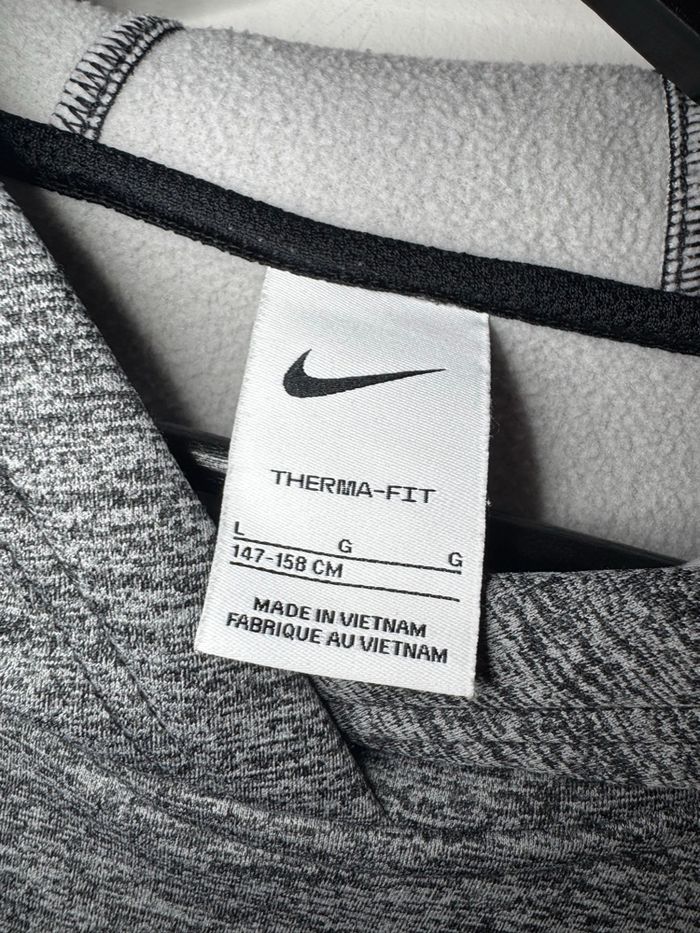 THERMA-FIT
L G G
147-158 CM
MADE IN VIETNAM
FABRIQUE AU VIETNAM